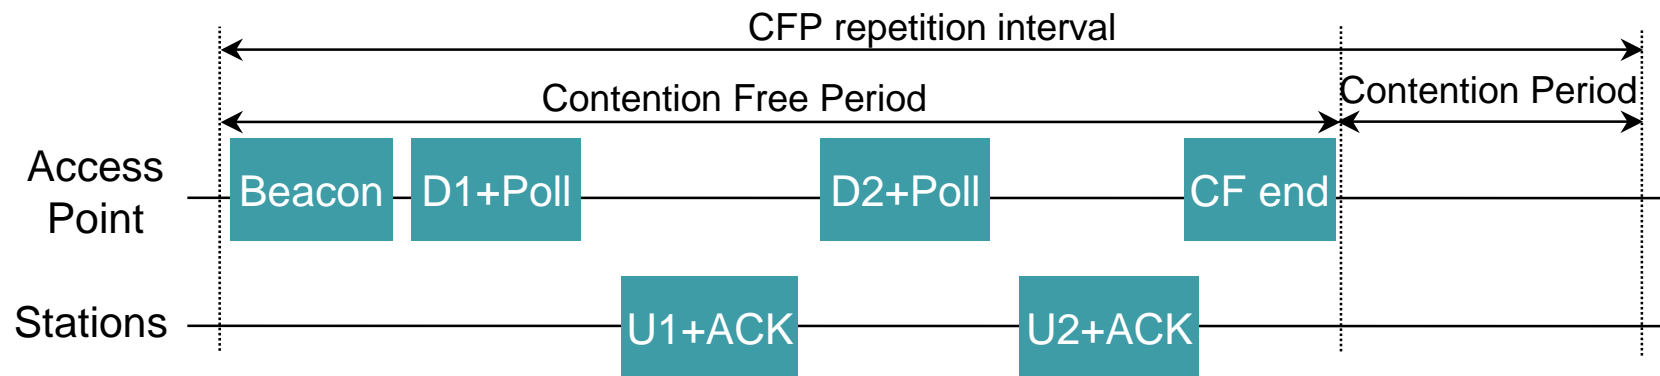 CFP repetition interval
Contention Free Period
Contention Period
Access
Point
Beacon
D1+Poll
D2+Poll
CF end
Stations
U1+ACK
U2+ACK